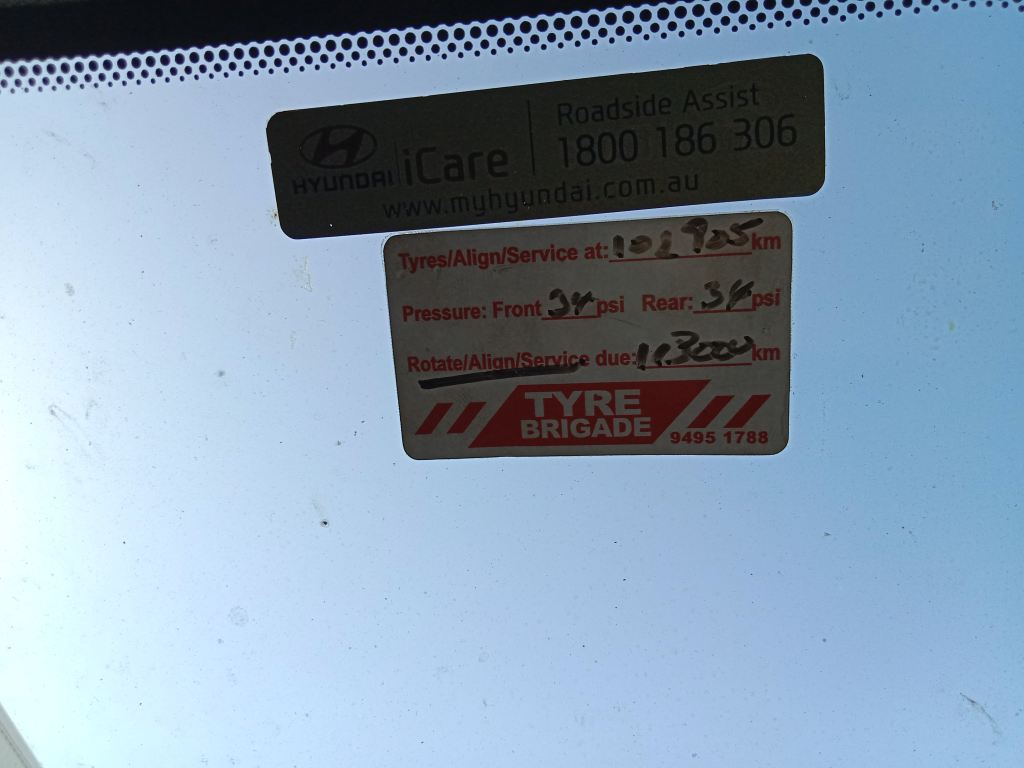 HYUNDAI iCare
Roadside Assist
1800 186 306
www.myhyundai.com.au
Tyres/Align/Service at: 102905 km
Pressure: Front 34 psi Rear: 34 psi
Rotate/Align/Service due: 113000 km
TYRE
BRIGADE
9495 1788